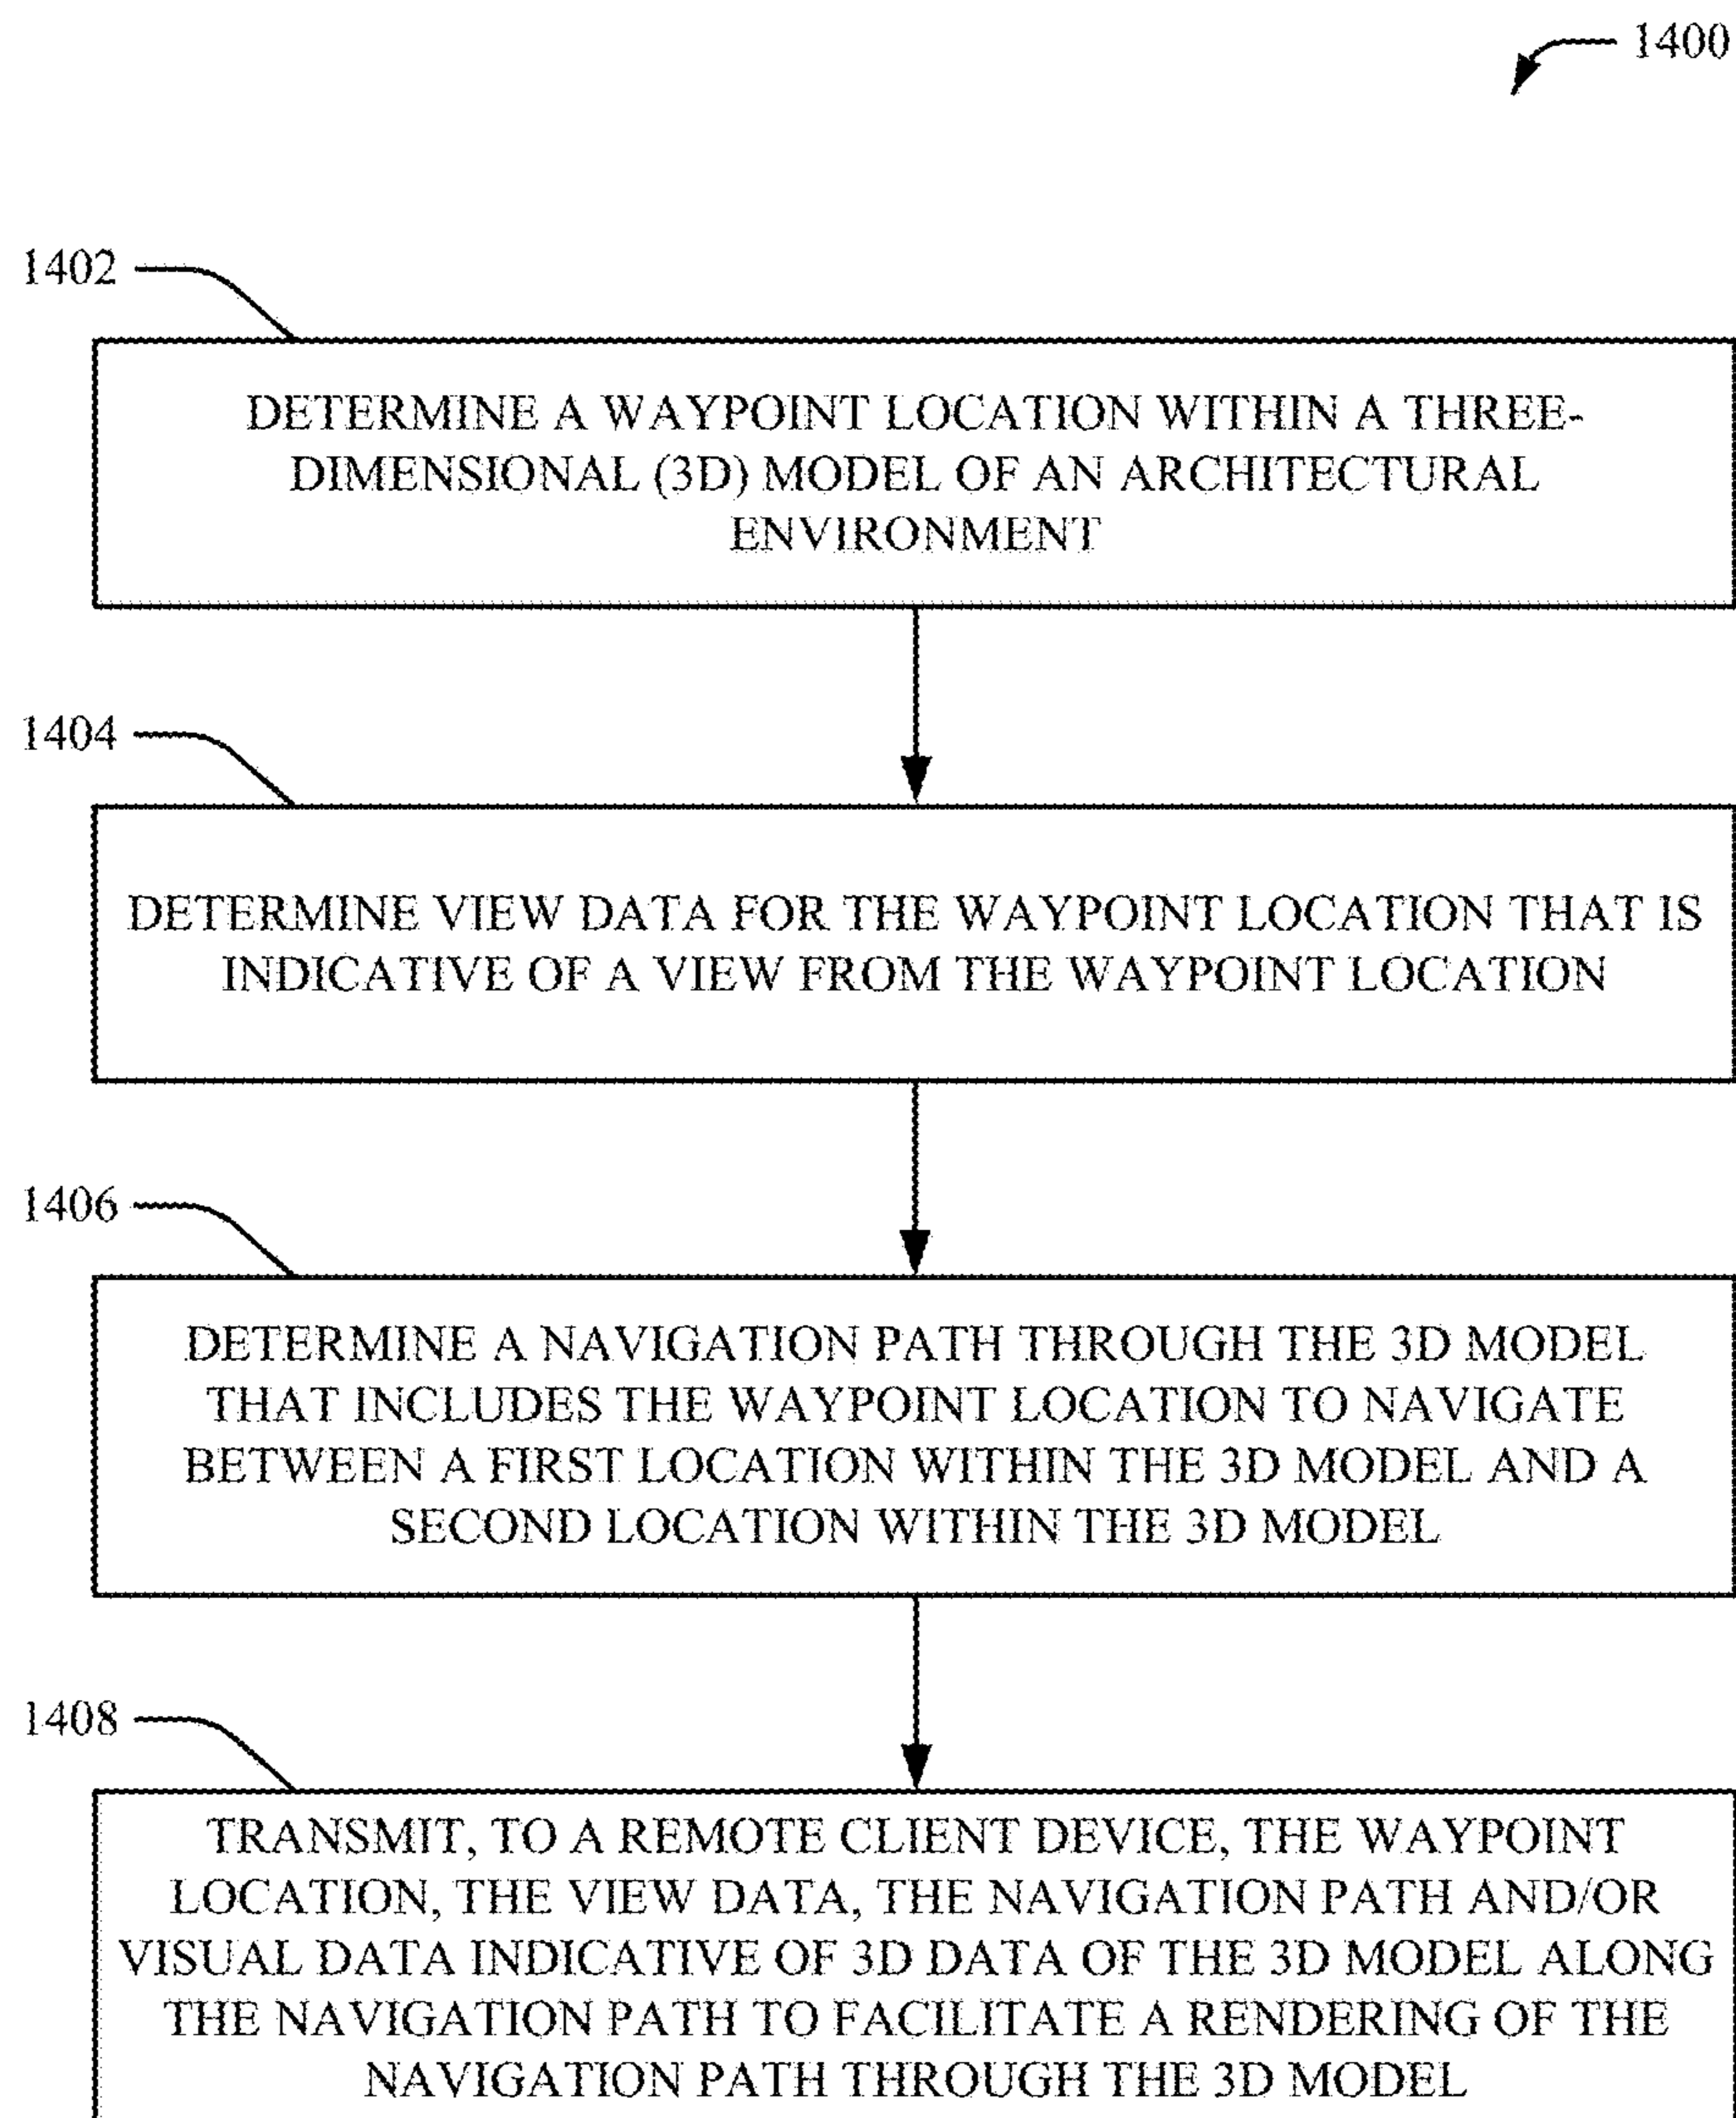 1400
1402
DETERMINE A WAYPOINT LOCATION WITHIN A THREE-
DIMENSIONAL (3D) MODEL OF AN ARCHITECTURAL
ENVIRONMENT
1404
DETERMINE VIEW DATA FOR THE WAYPOINT LOCATION THAT IS
INDICATIVE OF A VIEW FROM THE WAYPOINT LOCATION
1406
DETERMINE A NAVIGATION PATH THROUGH THE 3D MODEL
THAT INCLUDES THE WAYPOINT LOCATION TO NAVIGATE
BETWEEN A FIRST LOCATION WITHIN THE 3D MODEL AND A
SECOND LOCATION WITHIN THE 3D MODEL
1408
TRANSMIT, TO A REMOTE CLIENT DEVICE, THE WAYPOINT
LOCATION, THE VIEW DATA, THE NAVIGATION PATH AND/OR
VISUAL DATA INDICATIVE OF 3D DATA OF THE 3D MODEL ALONG
THE NAVIGATION PATH TO FACILITATE A RENDERING OF THE
NAVIGATION PATH THROUGH THE 3D MODEL